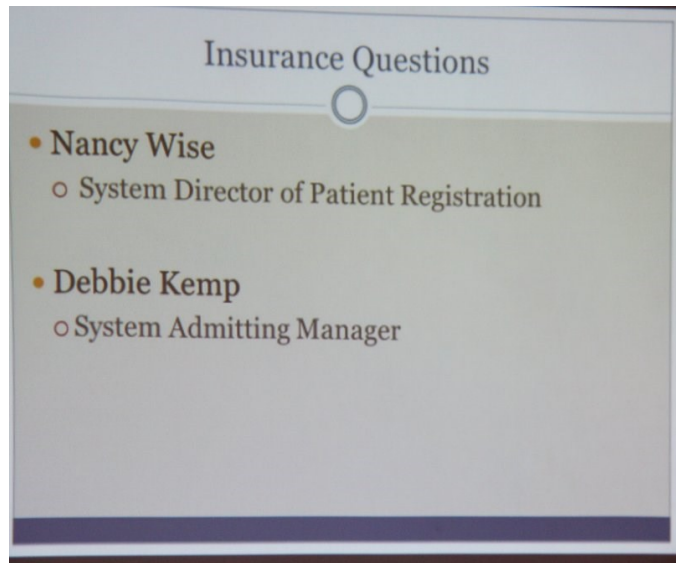 Insurance Questions
Nancy Wise
System Director of Patient Registration
Debbie Kemp
System Admitting Manager